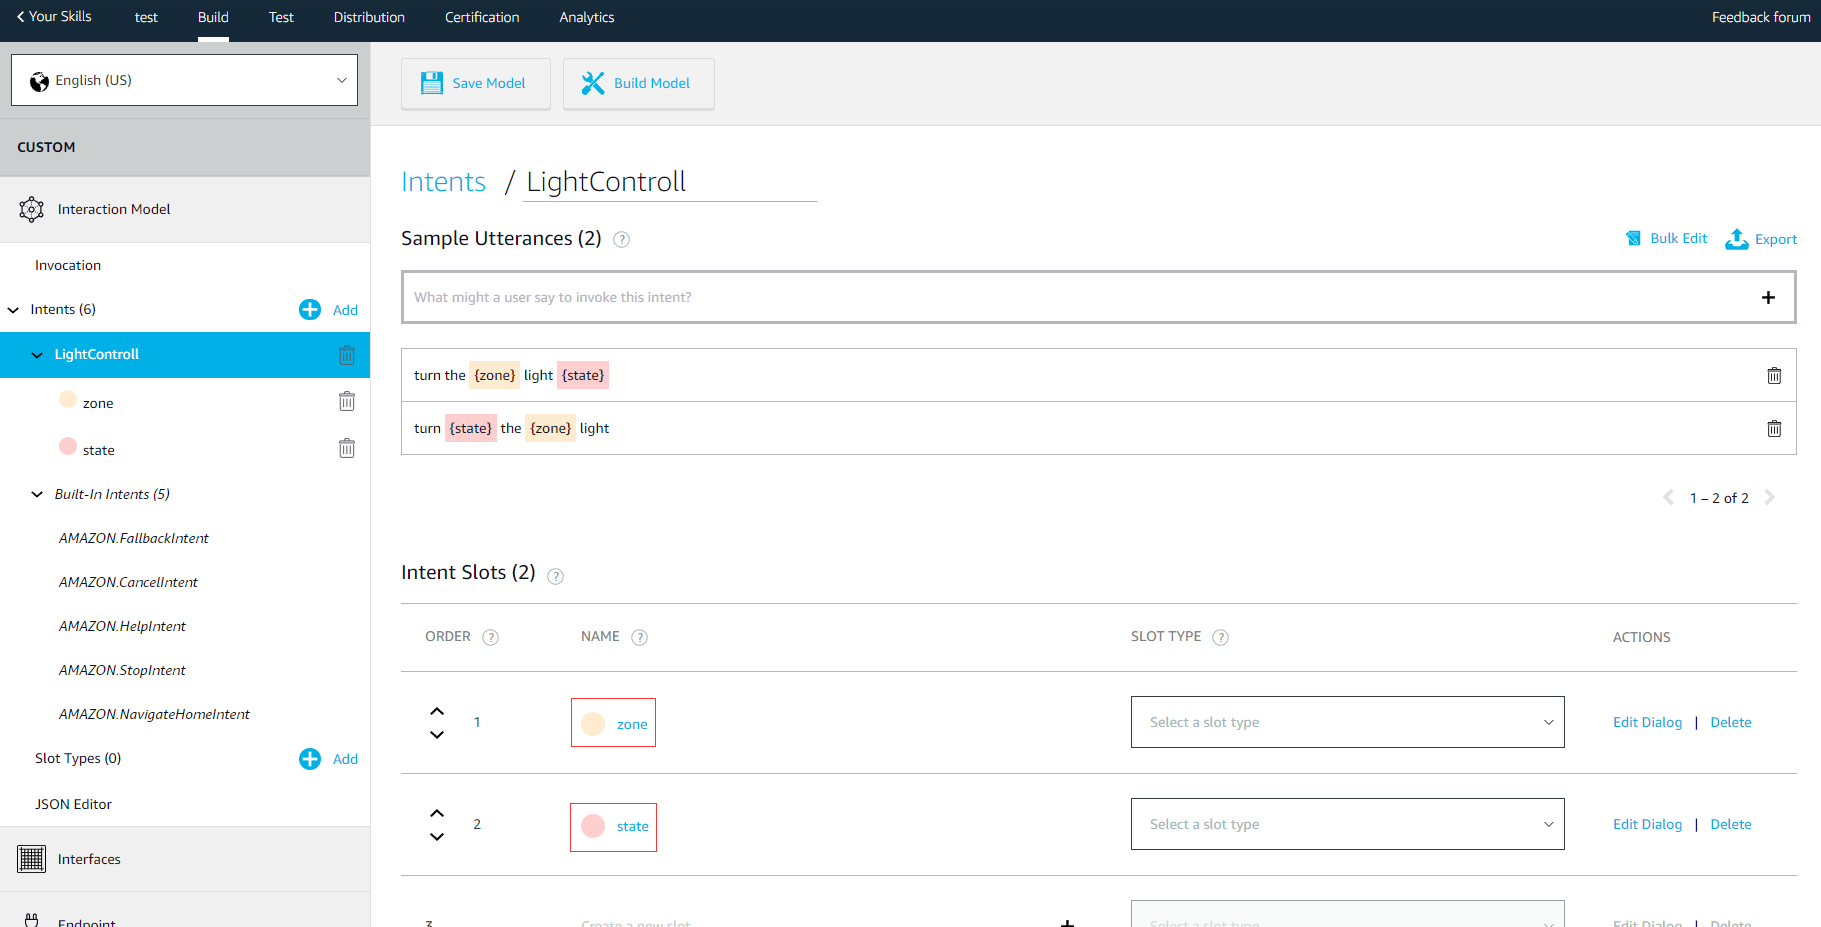 Your Skills test Build Test Distribution Certification Analytics Feedback forum
English (US)
Save Model Build Model
CUSTOM
Interaction Model
Invocation
Intents (6) Add
LightControll
zone
state
Built-In Intents (5)
AMAZON.FallbackIntent
AMAZON.CancelIntent
AMAZON.HelpIntent
AMAZON.StopIntent
AMAZON.NavigateHomeIntent
Slot Types (0) Add
JSON Editor
Interfaces
Endpoint
Intents / LightControll
Sample Utterances (2) ? Bulk Edit Export
What might a user say to invoke this intent?
turn the {zone} light {state}
turn {state} the {zone} light
1 – 2 of 2
Intent Slots (2) ?
ORDER ? NAME ? SLOT TYPE ? ACTIONS
1 zone Select a slot type Edit Dialog | Delete
2 state Select a slot type Edit Dialog | Delete
3 Create a new slot Select a slot type Edit Dialog | Delete